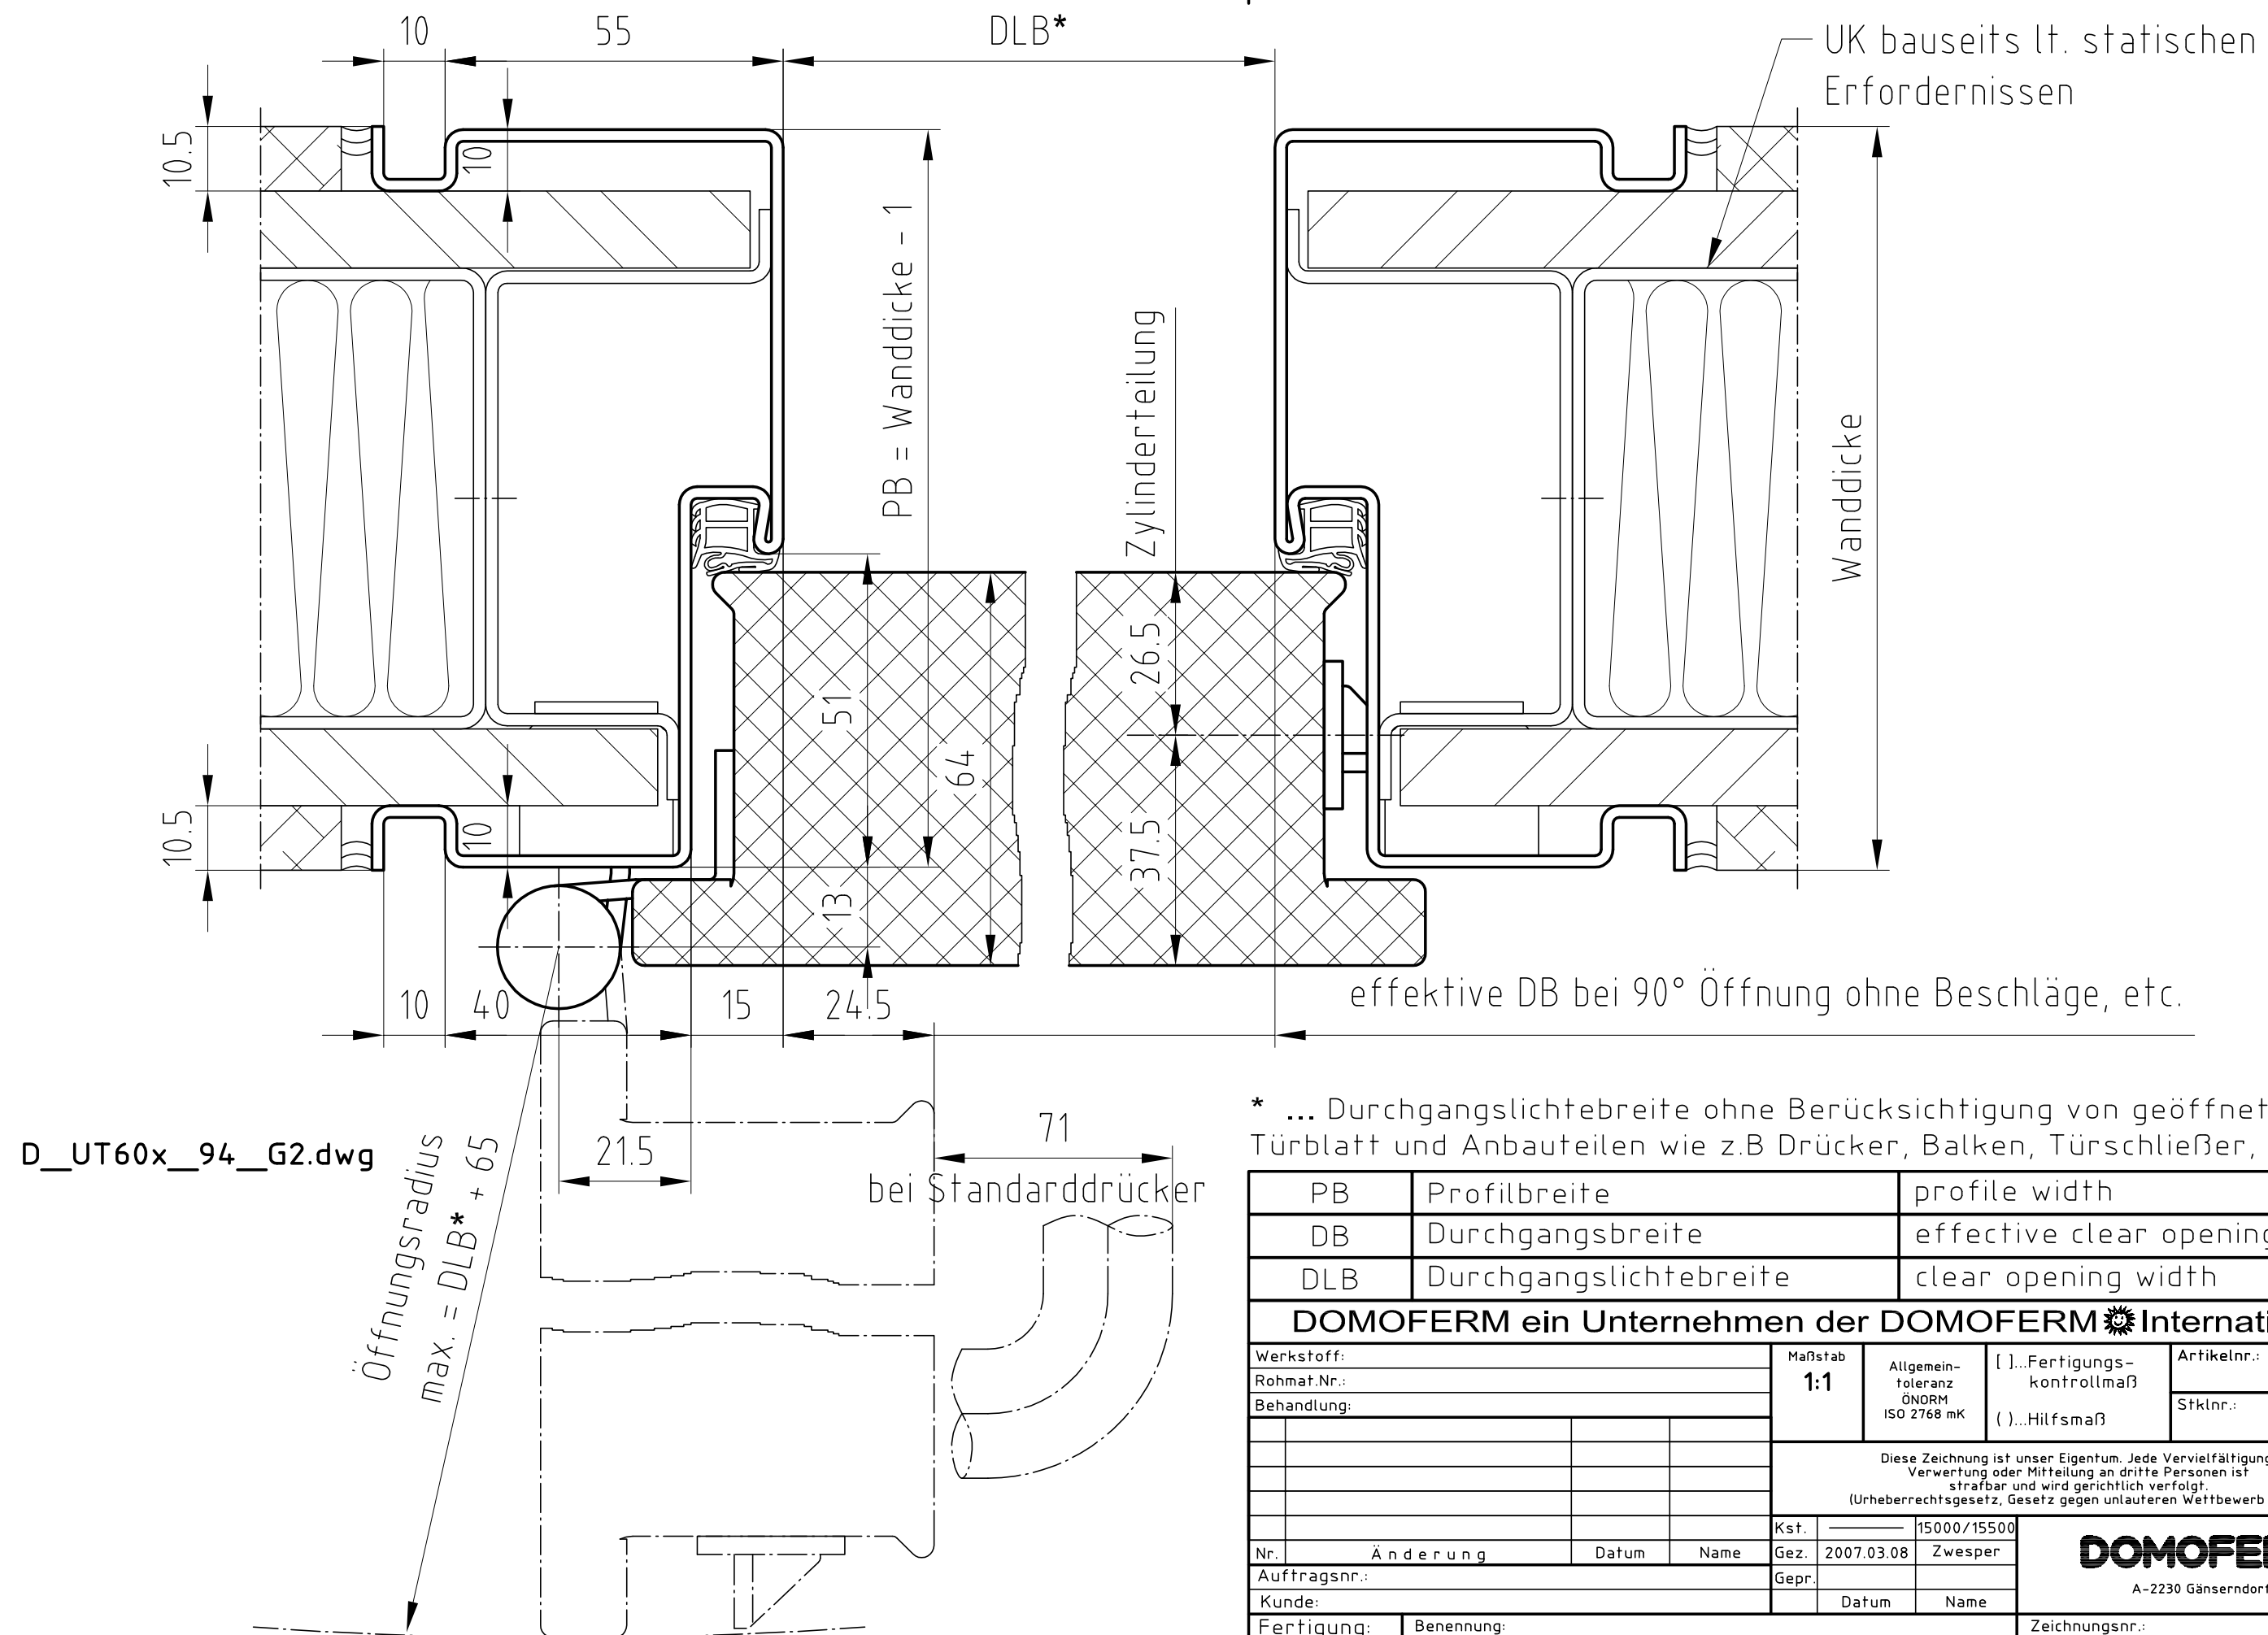 10
55
DLB*
UK bauseits lt. statischen
Erfordernissen
10.5
10
PB = Wanddicke - 1
Zylinderteilung
Wanddicke
26.5
51
64
10.5
10
37.5
13
10
40
15
24.5
effektive DB bei 90° Öffnung ohne Beschläge, etc.
* ... Durchgangslichtebreite ohne Berücksichtigung von geöffnet
Türblatt und Anbauteilen wie z.B Drücker, Balken, Türschließer,
D__UT60x__94__G2.dwg
Öffnungsradius
max. = DLB* + 65
21.5
71
bei Standarddrücker
PB Profilbreite profile width
DB Durchgangsbreite effective clear opening
DLB Durchgangslichtebreite clear opening width
DOMOFERM ein Unternehmen der DOMOFERM Internati
Werkstoff:
Rohmat.Nr.:
Behandlung:
Maßstab
1:1
Allgemein-
toleranz
ÖNORM
ISO 2768 mK
[ ]...Fertigungs-
kontrollmaß
( )...Hilfsmaß
Artikelnr.:
Stklnr.:
Diese Zeichnung ist unser Eigentum. Jede Vervielfältigung
Verwertung oder Mitteilung an dritte Personen ist
strafbar und wird gerichtlich verfolgt.
(Urheberrechtsgesetz, Gesetz gegen unlauteren Wettbewerb
Kst. 15000/15500
Nr. Änderung Datum Name
Gez. 2007.03.08 Zwesper
Gepr.
Datum Name
Auftragsnr.:
Kunde:
DOMOFE
A-2230 Gänserndorf
Fertigung:
Benennung:
Zeichnungsnr.: